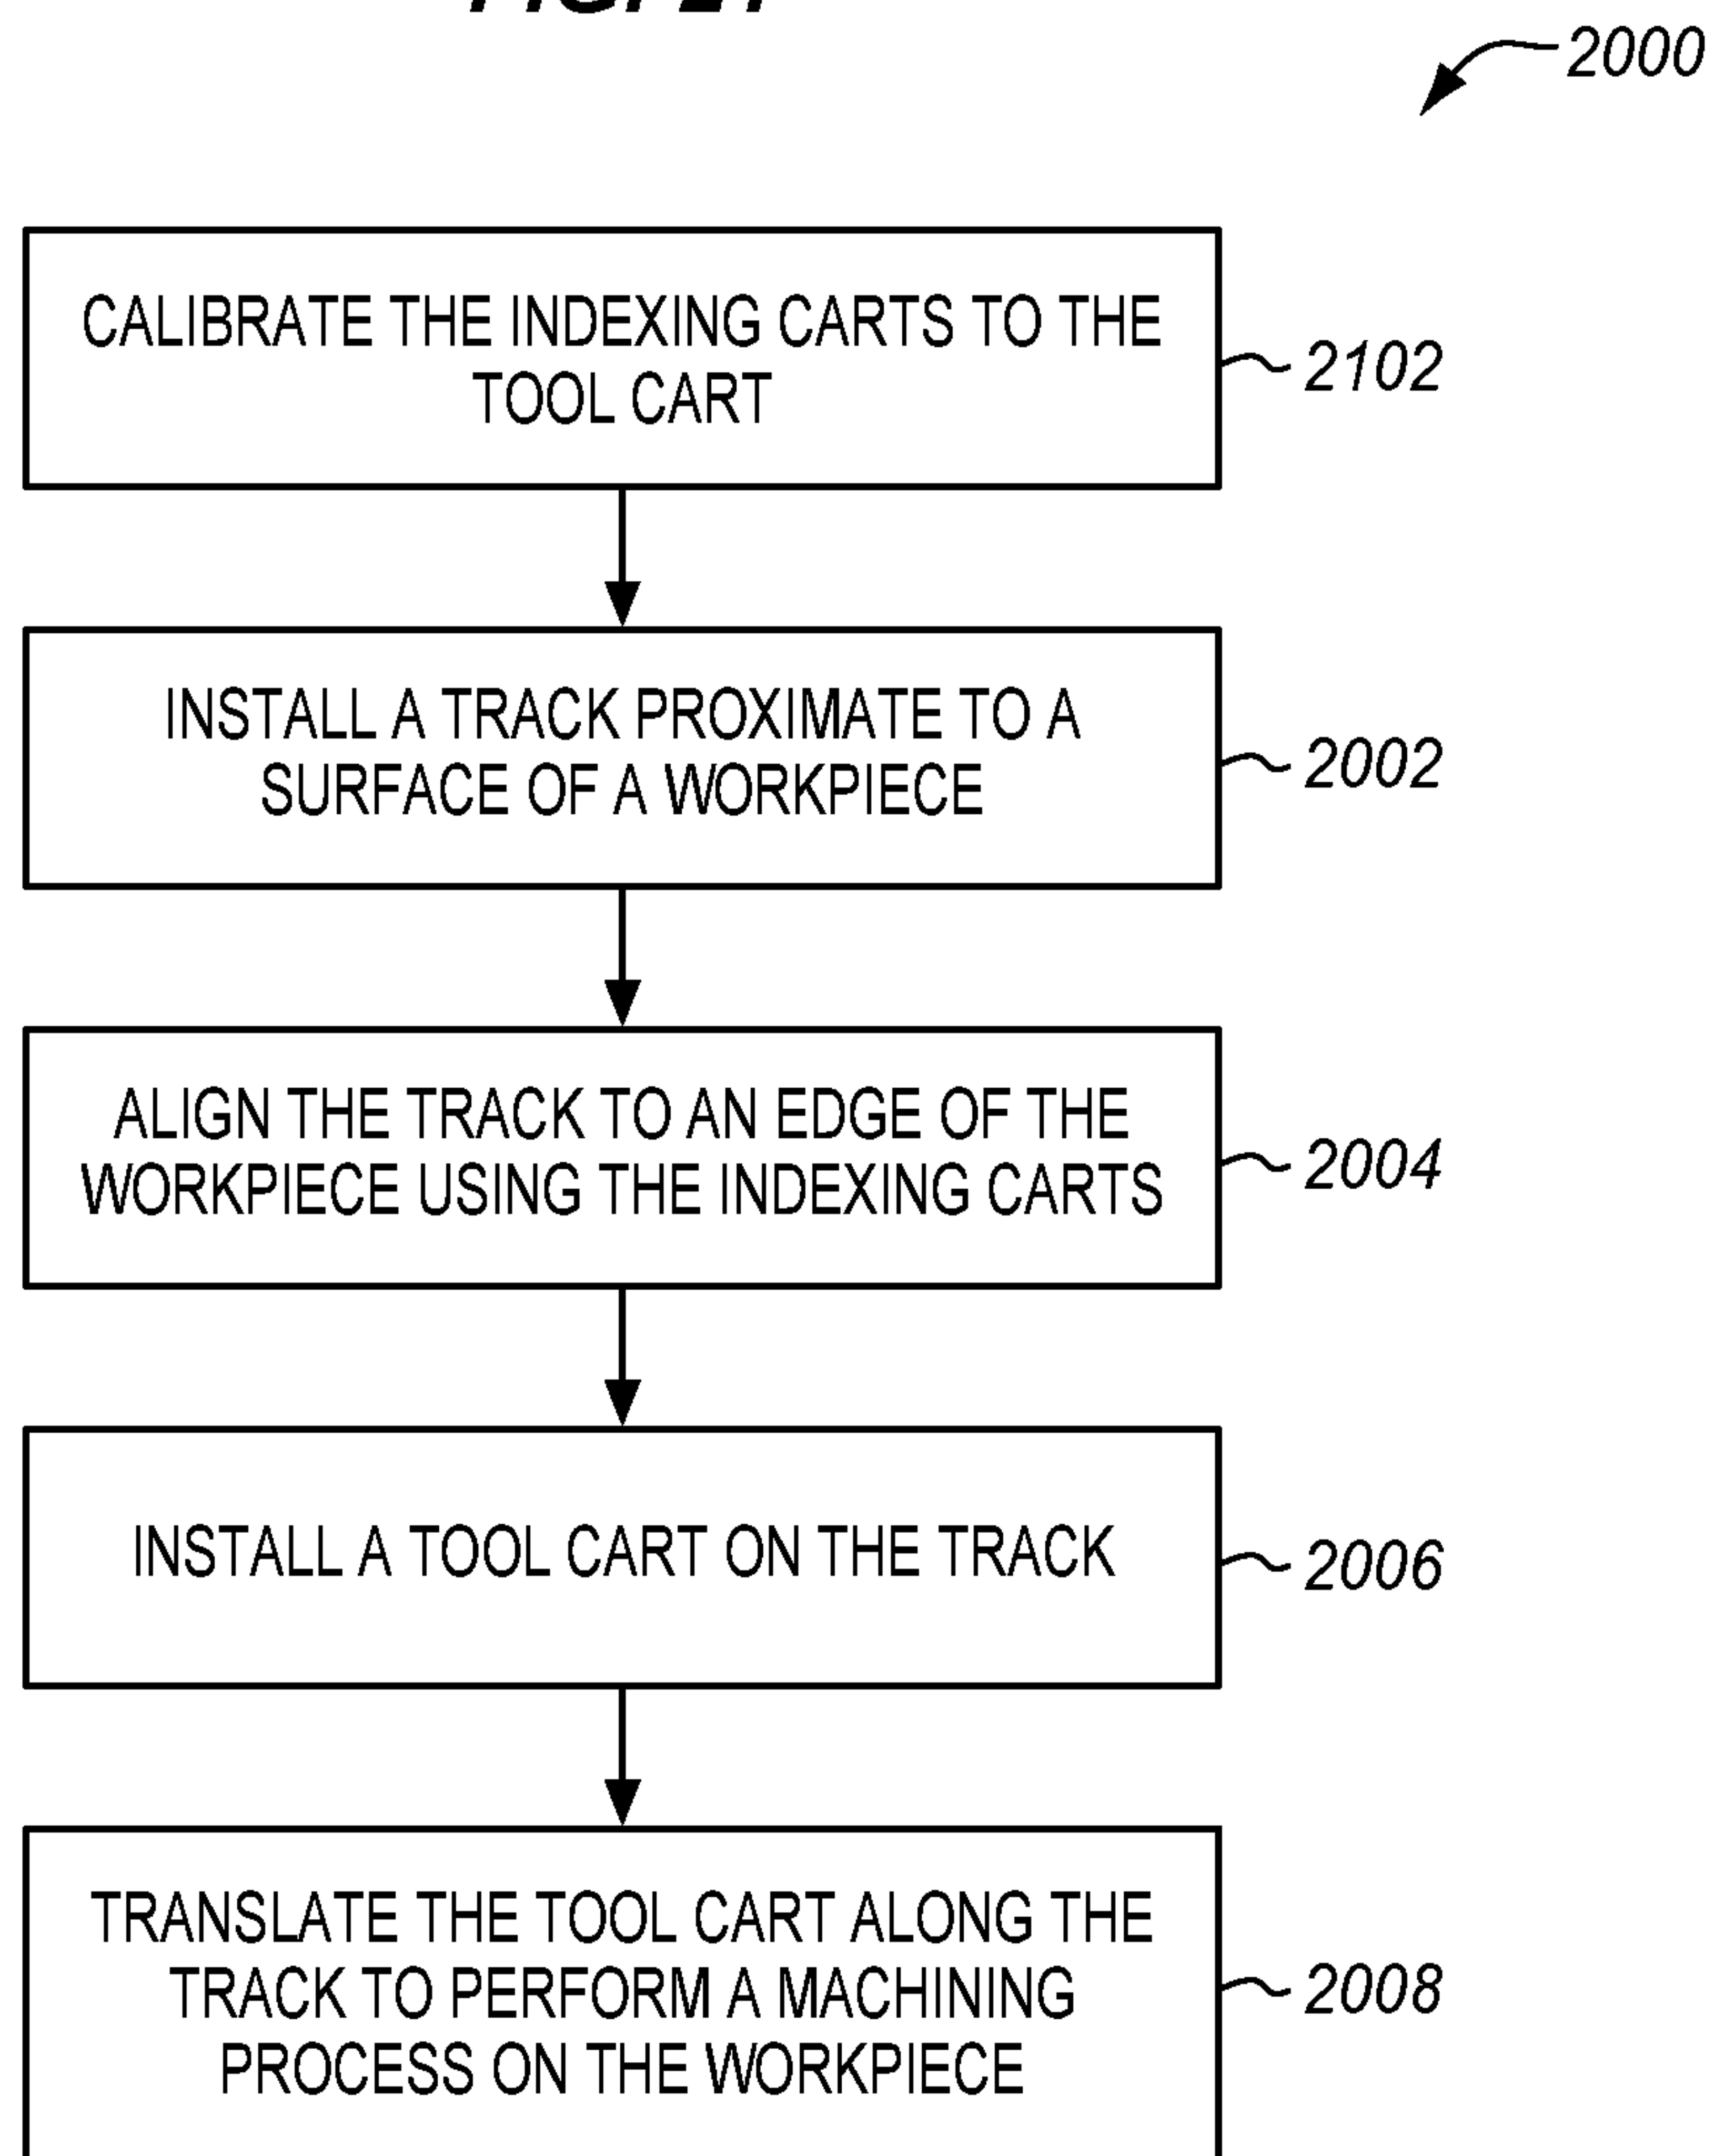 2000
CALIBRATE THE INDEXING CARTS TO THE
TOOL CART
2102
INSTALL A TRACK PROXIMATE TO A
SURFACE OF A WORKPIECE
2002
ALIGN THE TRACK TO AN EDGE OF THE
WORKPIECE USING THE INDEXING CARTS
2004
INSTALL A TOOL CART ON THE TRACK
2006
TRANSLATE THE TOOL CART ALONG THE
TRACK TO PERFORM A MACHINING
PROCESS ON THE WORKPIECE
2008